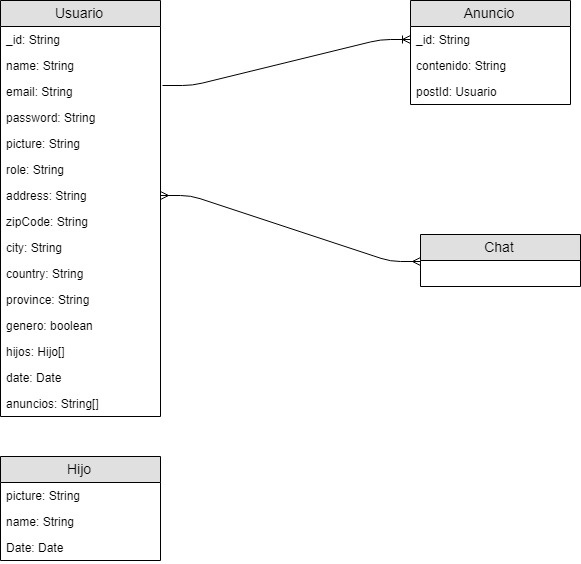 Usuario
_id: String
name: String
email: String
password: String
picture: String
role: String
address: String
zipCode: String
city: String
country: String
province: String
genero: boolean
hijos: Hijo[]
date: Date
anuncios: String[]
Anuncio
_id: String
contenido: String
postId: Usuario
Chat
Hijo
picture: String
name: String
Date: Date